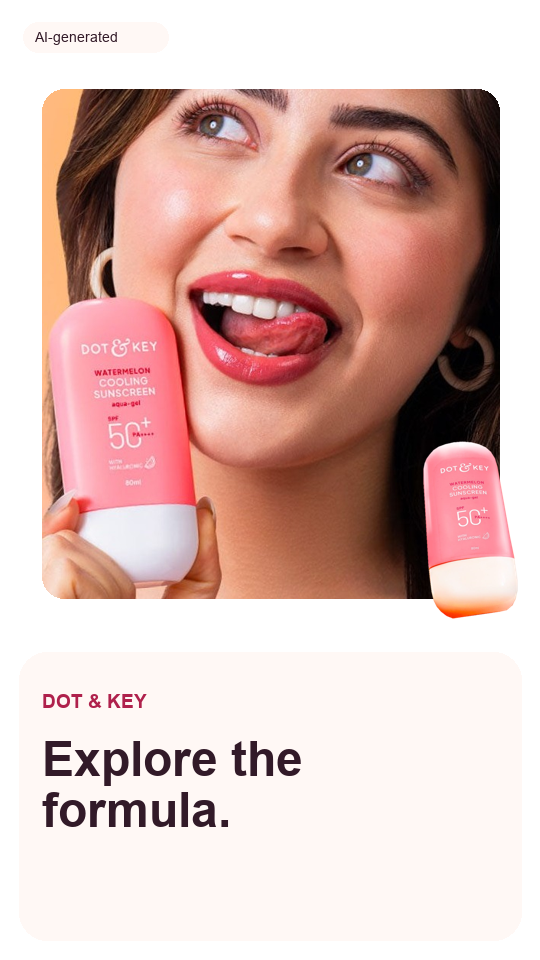 AI-generated
DOT & KEY
WATERMELON
COOLING
SUNSCREEN
aqua-gel
SPF
50+
PA++++
WITH
HYALURONIC
80ml
DOT & KEY
WATERMELON
COOLING
SUNSCREEN
50+
DOT & KEY
Explore the
formula.